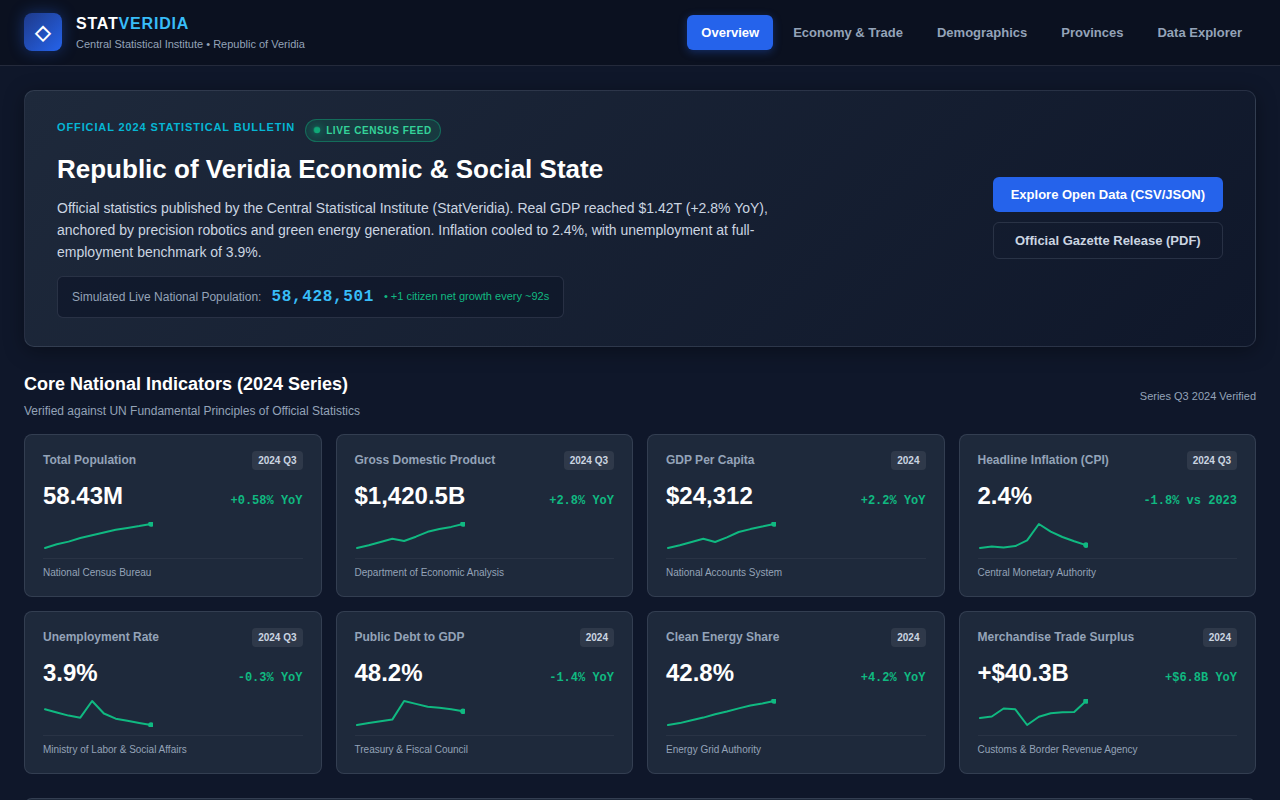 STATVERIDIA
Central Statistical Institute • Republic of Veridia
Overview
Economy & Trade
Demographics
Provinces
Data Explorer
OFFICIAL 2024 STATISTICAL BULLETIN
LIVE CENSUS FEED
Republic of Veridia Economic & Social State
Official statistics published by the Central Statistical Institute (StatVeridia). Real GDP reached $1.42T (+2.8% YoY),
anchored by precision robotics and green energy generation. Inflation cooled to 2.4%, with unemployment at full-
employment benchmark of 3.9%.
Simulated Live National Population: 58,428,501 • +1 citizen net growth every ~92s
Explore Open Data (CSV/JSON)
Official Gazette Release (PDF)
Core National Indicators (2024 Series)
Verified against UN Fundamental Principles of Official Statistics
Series Q3 2024 Verified
Total Population
2024 Q3
58.43M
+0.58% YoY
National Census Bureau
Gross Domestic Product
2024 Q3
$1,420.5B
+2.8% YoY
Department of Economic Analysis
GDP Per Capita
2024
$24,312
+2.2% YoY
National Accounts System
Headline Inflation (CPI)
2024 Q3
2.4%
-1.8% vs 2023
Central Monetary Authority
Unemployment Rate
2024 Q3
3.9%
-0.3% YoY
Ministry of Labor & Social Affairs
Public Debt to GDP
2024
48.2%
-1.4% YoY
Treasury & Fiscal Council
Clean Energy Share
2024
42.8%
+4.2% YoY
Energy Grid Authority
Merchandise Trade Surplus
2024
+$40.3B
+$6.8B YoY
Customs & Border Revenue Agency